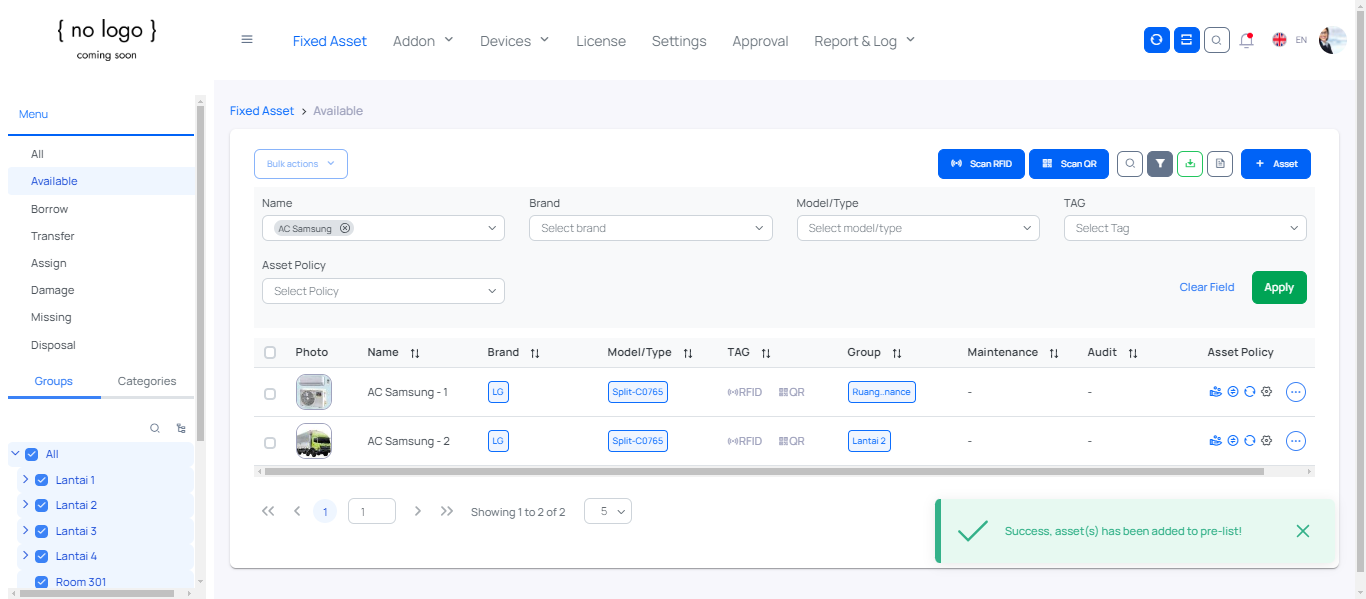 { no logo }
coming soon
Fixed Asset Addon Devices License Settings Approval Report & Log EN
Menu
All
Available
Borrow
Transfer
Assign
Damage
Missing
Disposal
Groups Categories
All
Lantai 1
Lantai 2
Lantai 3
Lantai 4
Room 301
Fixed Asset > Available
Bulk actions Scan RFID Scan QR + Asset
Name Brand Model/Type TAG
AC Samsung Select brand Select model/type Select Tag
Asset Policy
Select Policy Clear Field Apply
Photo Name Brand Model/Type TAG Group Maintenance Audit Asset Policy
AC Samsung - 1 LG Split-C0765 RFID QR Ruang..nance - -
AC Samsung - 2 LG Split-C0765 RFID QR Lantai 2 - -
1 1 Showing 1 to 2 of 2 5
Success, asset(s) has been added to pre-list!